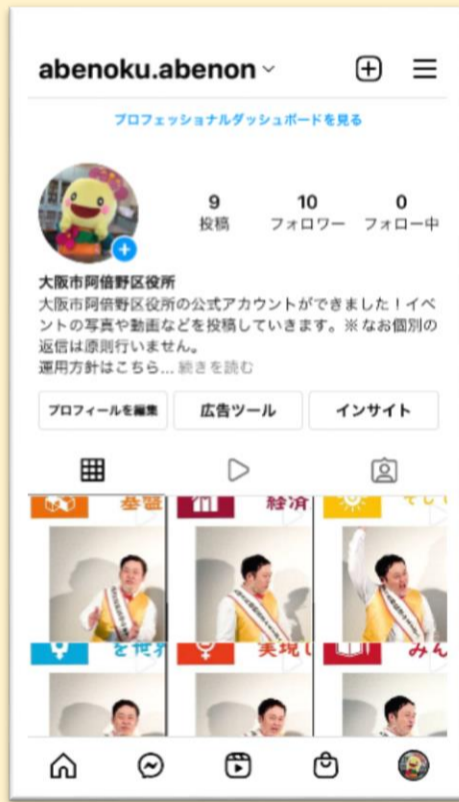 abenoku.abenon
プロフェッショナルダッシュボードを見る
9
投稿
10
フォロワー
0
フォロー中
大阪市阿倍野区役所
大阪市阿倍野区役所の公式アカウントができました！イベ
ントの写真や動画などを投稿していきます。※なお個別の
返信は原則行いません。
運用方針はこちら... 続きを読む
プロフィールを編集
広告ツール
インサイト
基盤
経済
を世界
実現し
みん